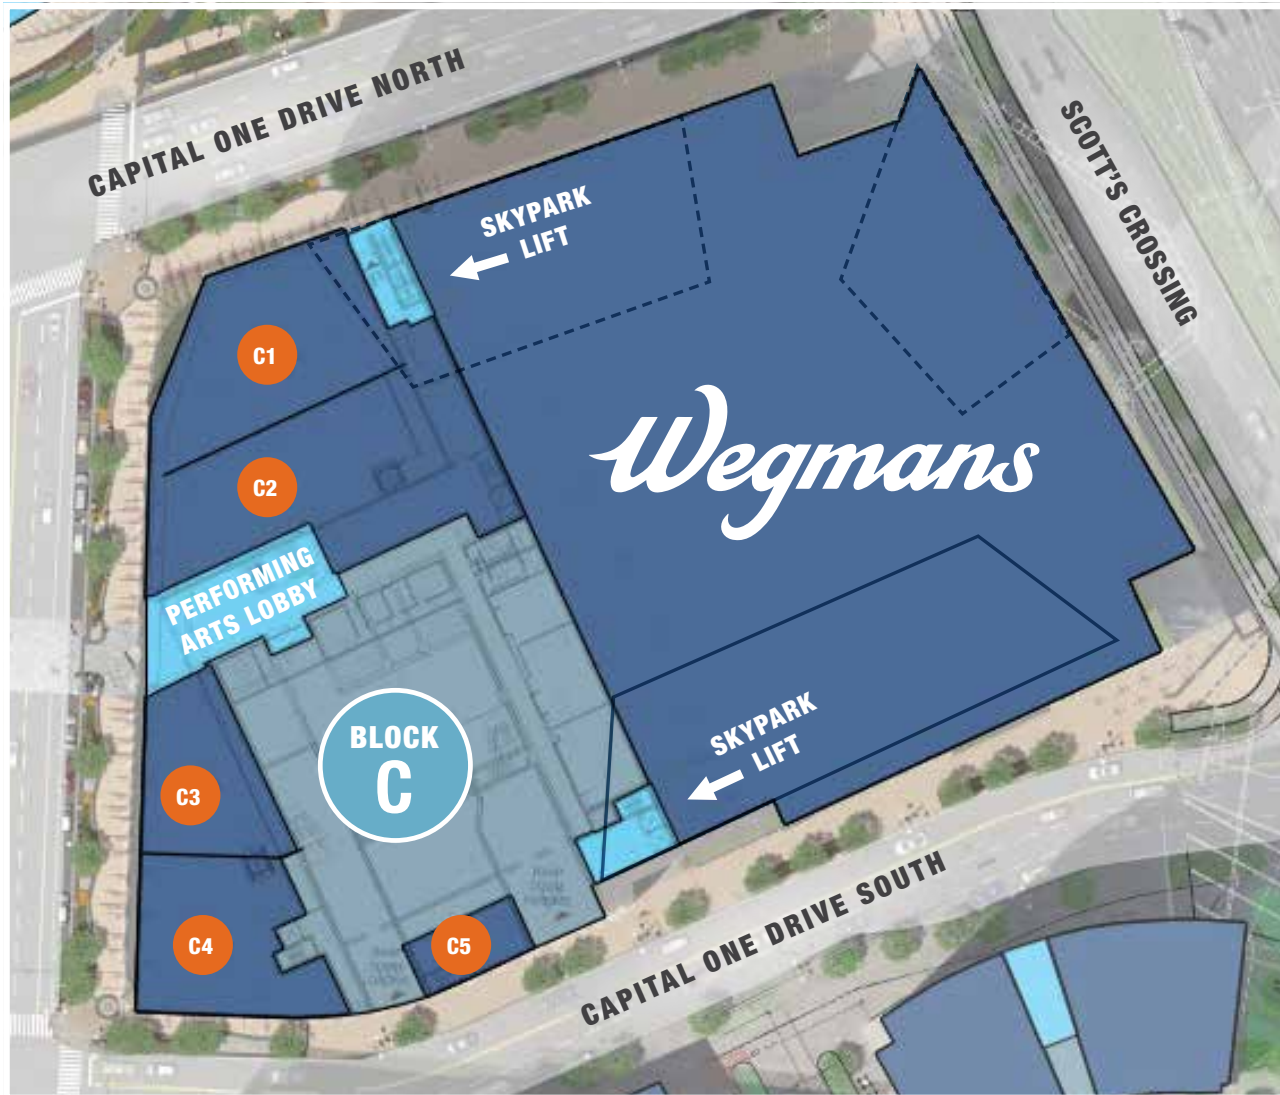 CAPITAL ONE DRIVE NORTH
SCOTT'S CROSSING
SKYPARK
LIFT
C1
Wegmans
C2
PERFORMING
ARTS LOBBY
BLOCK
C
SKYPARK
LIFT
C3
C4
C5
CAPITAL ONE DRIVE SOUTH